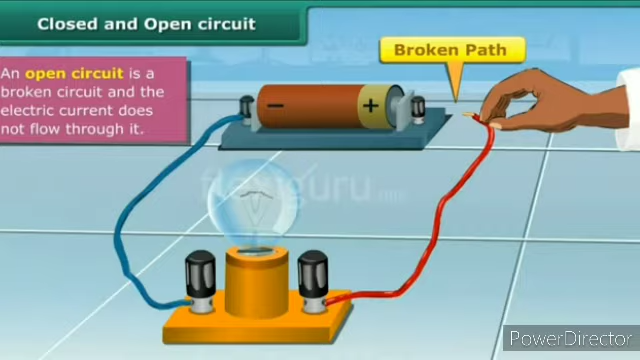 Closed and Open circuit
Broken Path
An open circuit is a
broken circuit and the
electric current does
not flow through it.
−
+
PowerDirector